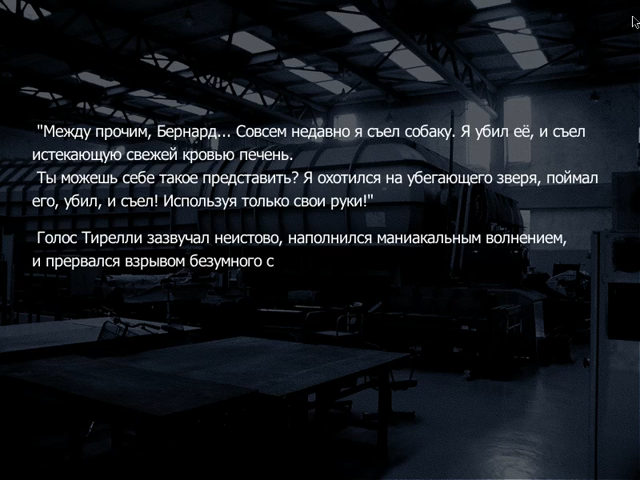 "Между прочим, Бернард... Совсем недавно я съел собаку. Я убил её, и съел
истекающую свежей кровью печень.
Ты можешь себе такое представить? Я охотился на убегающего зверя, поймал
его, убил, и съел! Используя только свои руки!"
Голос Тирелли зазвучал неистово, наполнился маниакальным волнением,
и прервался взрывом безумного с